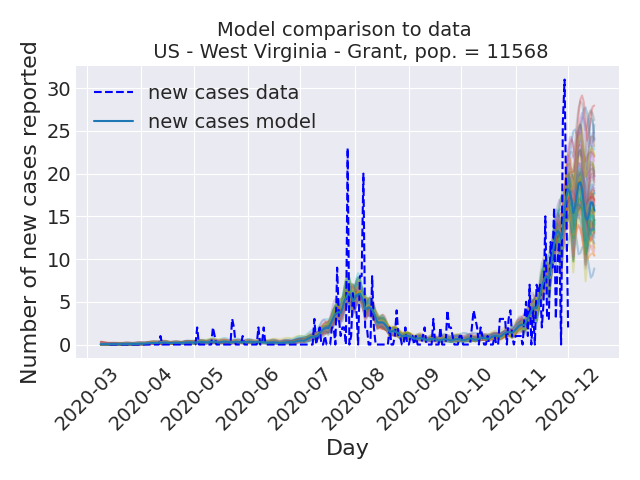 Model comparison to data
US - West Virginia - Grant, pop. = 11568
new cases data
new cases model
Number of new cases reported
30
25
20
15
10
5
0
2020-03
2020-04
2020-05
2020-06
2020-07
2020-08
2020-09
2020-10
2020-11
2020-12
Day